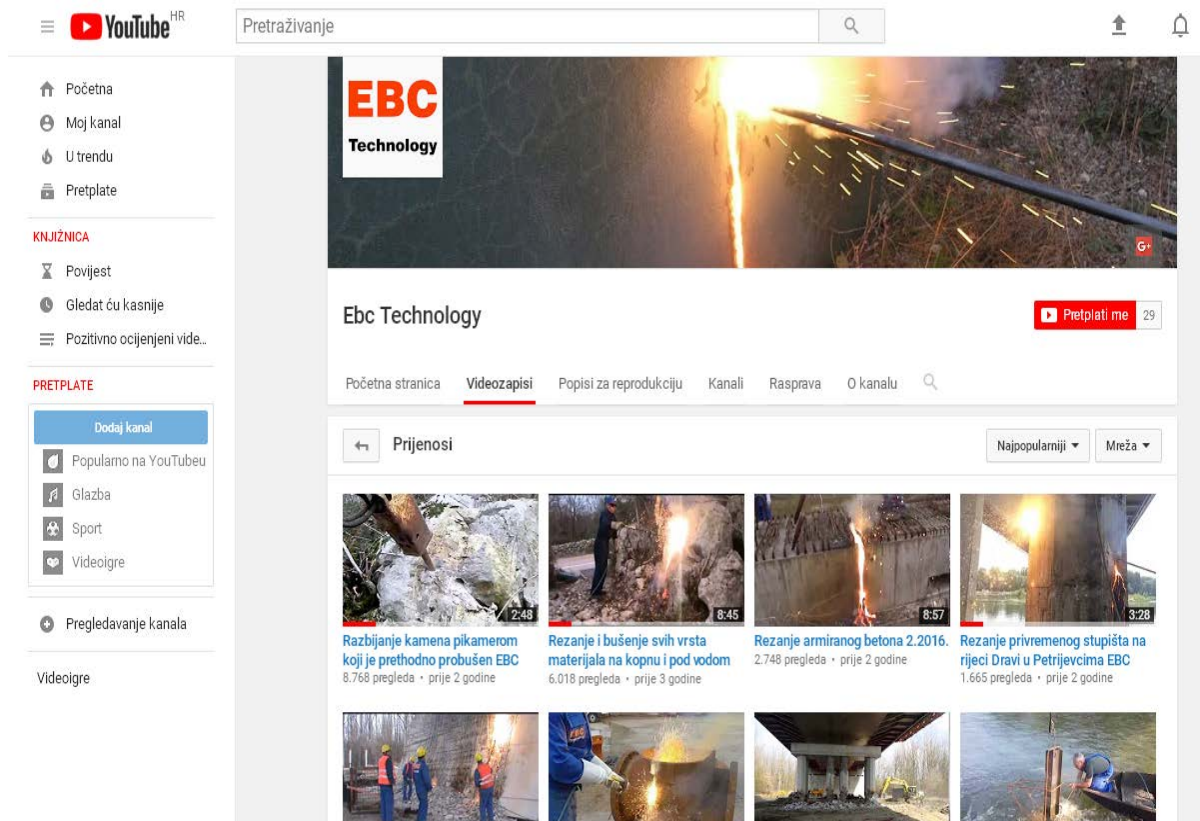 YouTube HR
Pretraživanje
Početna
Moj kanal
U trendu
Pretplate
KNJIŽNICA
Povijest
Gledat ću kasnije
Pozitivno ocijenjeni vide...
PRETPLATE
Dodaj kanal
Popularno na YouTubeu
Glazba
Sport
Videoigre
Pregledavanje kanala
Videoigre
EBC
Technology
G+
Ebc Technology
Pretplati me 29
Početna stranica Videozapisi Popisi za reprodukciju Kanali Rasprava O kanalu
Prijenosi
Najpopularniji Mreža
2:48
Razbijanje kamena pikamerom
koji je prethodno probušen EBC
8.768 pregleda • prije 2 godine
8:45
Rezanje i bušenje svih vrsta
materijala na kopnu i pod vodom
6.018 pregleda • prije 3 godine
8:57
Rezanje armiranog betona 2.2016.
2.748 pregleda • prije 2 godine
3:28
Rezanje privremenog stupišta na
rijeci Dravi u Petrijevcima EBC
1.665 pregleda • prije 2 godine
EBC